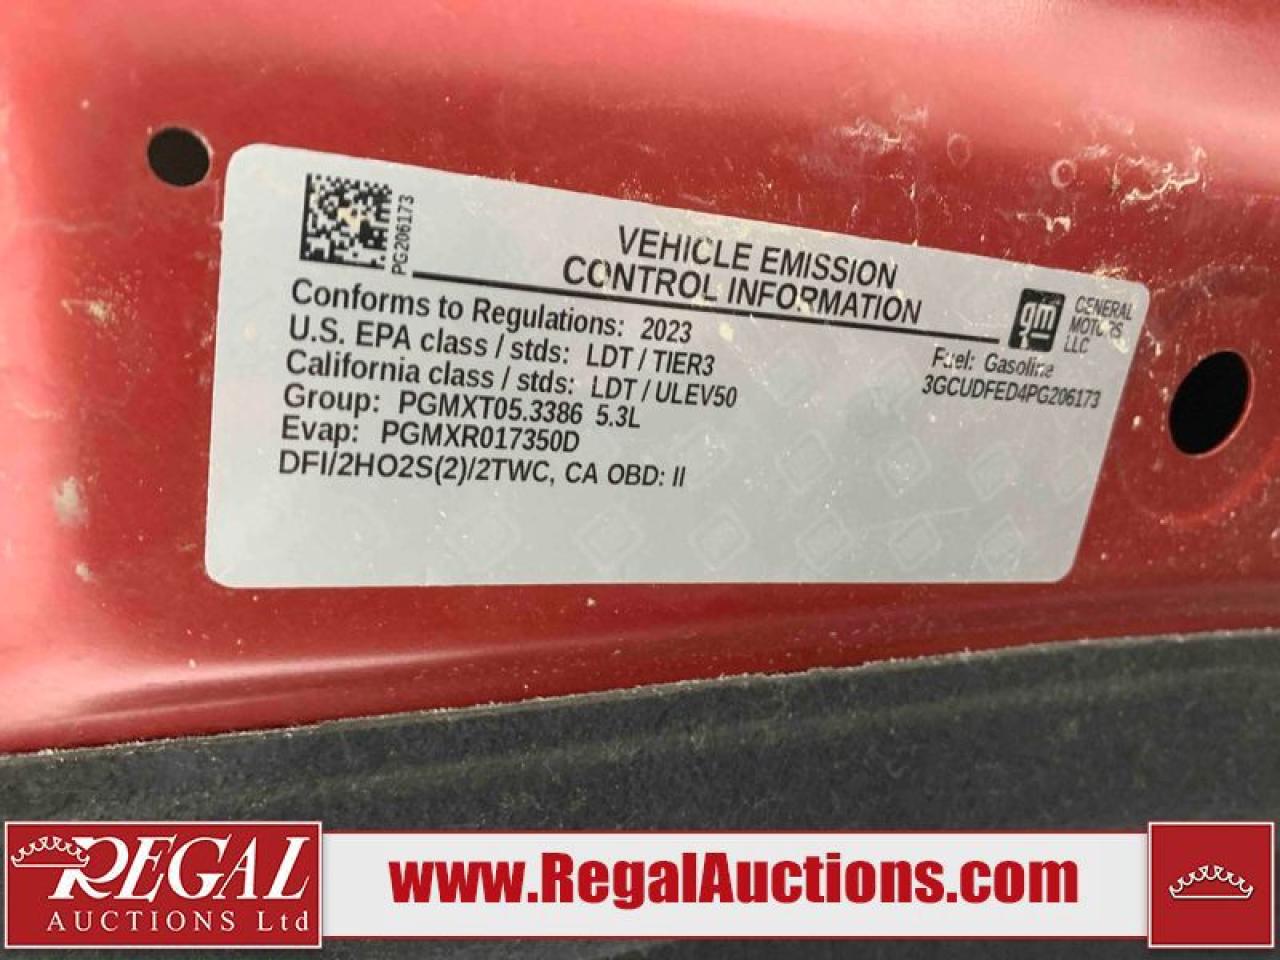 PG206173
VEHICLE EMISSION
CONTROL INFORMATION
gm
GENERAL
MOTORS
LLC
Conforms to Regulations: 2023
U.S. EPA class / stds: LDT / TIER3
California class / stds: LDT / ULEV50
Group: PGMXT05.3386 5.3L
Evap: PGMXR017350D
DFI/2HO2S(2)/2TWC, CA OBD: II
Fuel: Gasoline
3GCUDFED4PG206173
REGAL
AUCTIONS Ltd
www.RegalAuctions.com